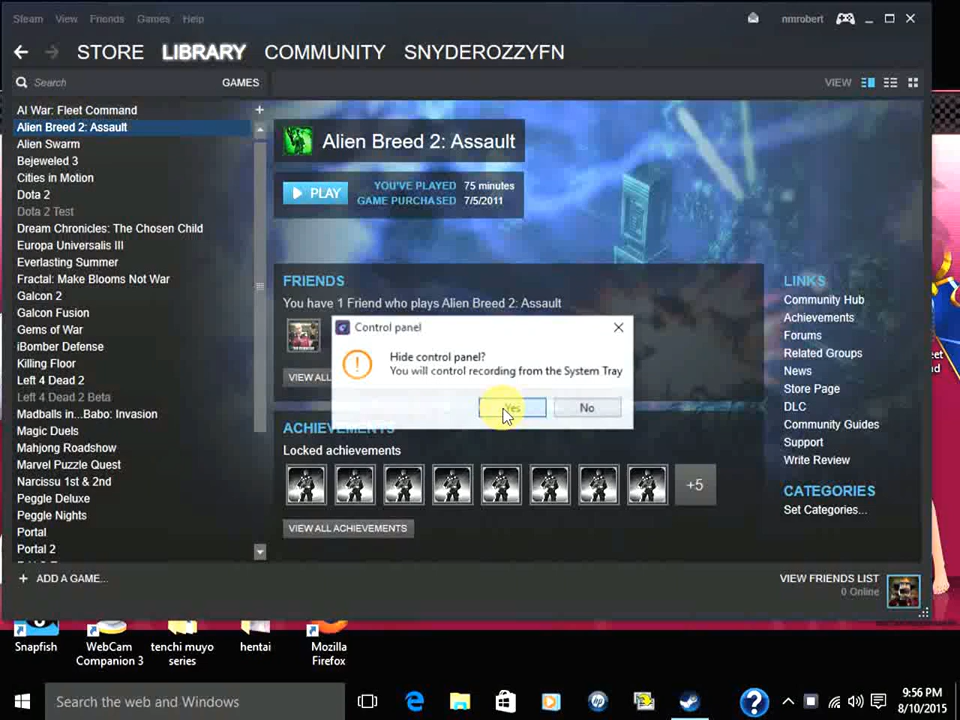 Steam View Friends Games Help
nmrobert
STORE LIBRARY COMMUNITY SNYDEROZZYFN
Search GAMES
VIEW
AI War: Fleet Command
Alien Breed 2: Assault
Alien Swarm
Bejeweled 3
Cities in Motion
Dota 2
Dota 2 Test
Dream Chronicles: The Chosen Child
Europa Universalis III
Everlasting Summer
Fractal: Make Blooms Not War
Galcon 2
Galcon Fusion
Gems of War
iBomber Defense
Killing Floor
Left 4 Dead 2
Left 4 Dead 2 Beta
Madballs in...Babo: Invasion
Magic Duels
Mahjong Roadshow
Marvel Puzzle Quest
Narcissu 1st & 2nd
Peggle Deluxe
Peggle Nights
Portal
Portal 2
+ ADD A GAME...
Alien Breed 2: Assault
PLAY
YOU'VE PLAYED 75 minutes
GAME PURCHASED 7/5/2011
FRIENDS
You have 1 Friend who plays Alien Breed 2: Assault
VIEW ALL
Control panel
Hide control panel?
You will control recording from the System Tray
Yes No
ACHIEVEMENTS
Locked achievements
+5
VIEW ALL ACHIEVEMENTS
LINKS
Community Hub
Achievements
Forums
Related Groups
News
Store Page
DLC
Community Guides
Support
Write Review
CATEGORIES
Set Categories...
VIEW FRIENDS LIST
0 Online
Snapfish
WebCam
Companion 3
tenchi muyo
series
hentai
Mozilla
Firefox
Search the web and Windows
9:56 PM
8/10/2015